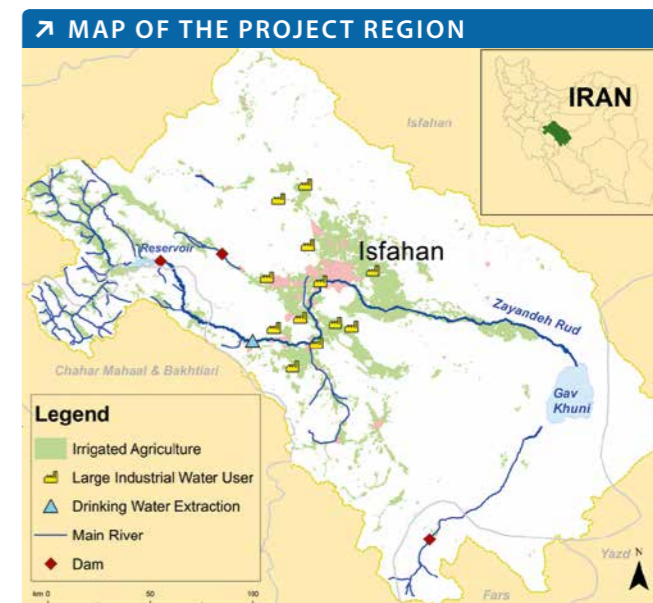 ↗ MAP OF THE PROJECT REGION
IRAN
Isfahan
Reservoir
Isfahan
Zayandeh Rud
Chahar Mahaal & Bakhtiari
Gav
Khuni
Legend
Irrigated Agriculture
Large Industrial Water User
Drinking Water Extraction
Main River
Dam
Yazd
N
km 0 50 100
Fars